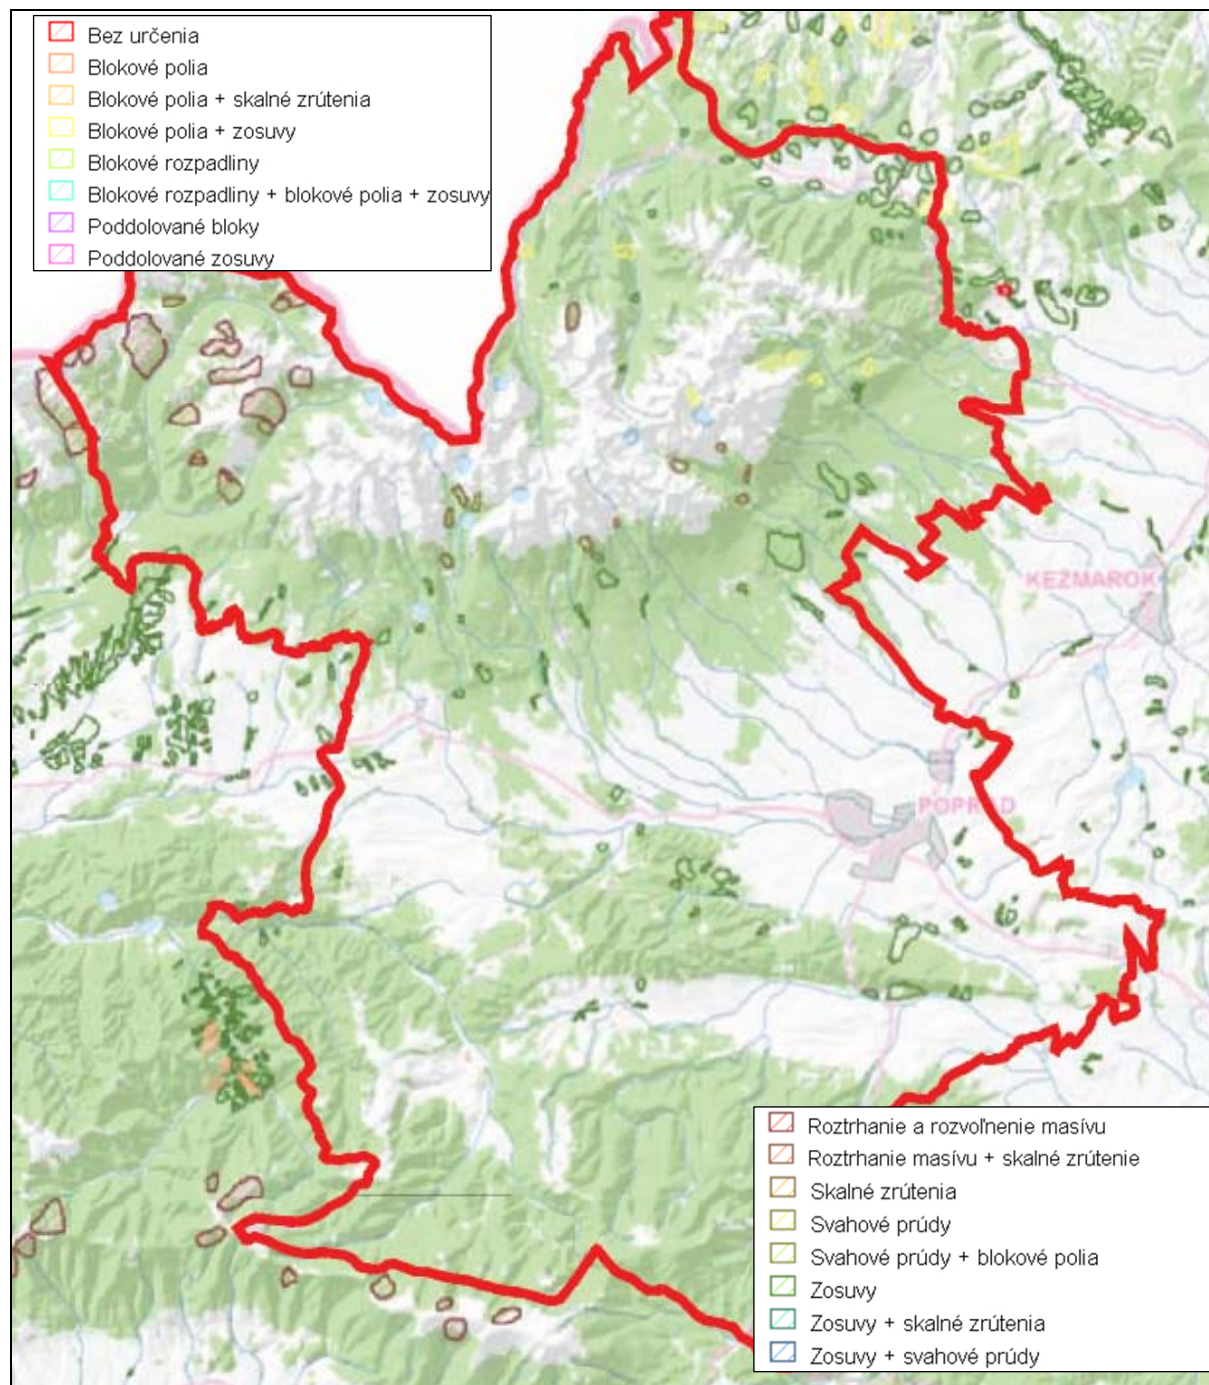 Bez určenia
Blokové polia
Blokové polia + skalné zrútenia
Blokové polia + zosuvy
Blokové rozpadliny
Blokové rozpadliny + blokové polia + zosuvy
Poddolované bloky
Poddolované zosuvy
KEŽMAROK
POPRAD
Roztrhanie a rozvoľnenie masívu
Roztrhanie masívu + skalné zrútenie
Skalné zrútenia
Svahové prúdy
Svahové prúdy + blokové polia
Zosuvy
Zosuvy + skalné zrútenia
Zosuvy + svahové prúdy